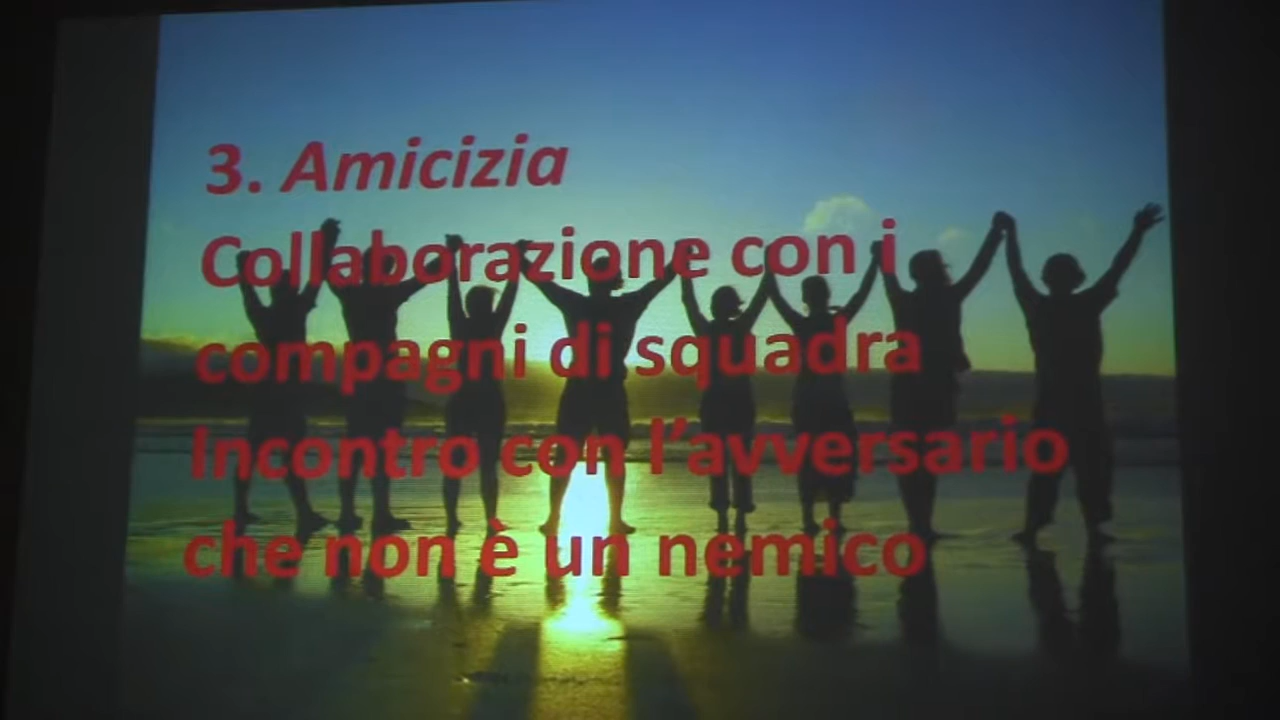 3. Amicizia
Collaborazione con i
compagni di squadra
Incontro con l'avversario
che non è un nemico